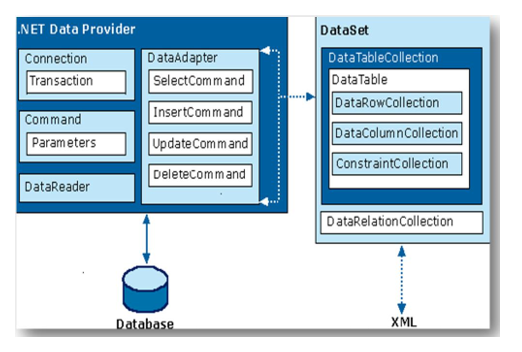 .NET Data Provider
Connection
Transaction
Command
Parameters
DataReader
DataAdapter
SelectCommand
InsertCommand
UpdateCommand
DeleteCommand
Database
DataSet
DataTableCollection
DataTable
DataRowCollection
DataColumnCollection
ConstraintCollection
DataRelationCollection
XML